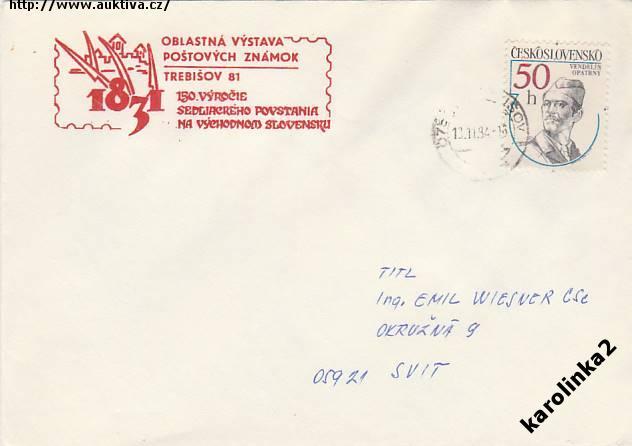 http://www.auktiva.cz/
OBLASTNÁ VÝSTAVA
POŠTOVÝCH ZNÁMOK
TREBIŠOV 81
1831
150. VÝROČIE
SEDLIACKEHO POVSTANIA
NA VÝCHODNOM SLOVENSKU
ČESKOSLOVENSKO
50
h
VENDELÍN
OPATRNÝ
TITL
Ing. EMIL WIESNER CSc
OKRUŽNÁ 9
05921 SVIT
karolinka2